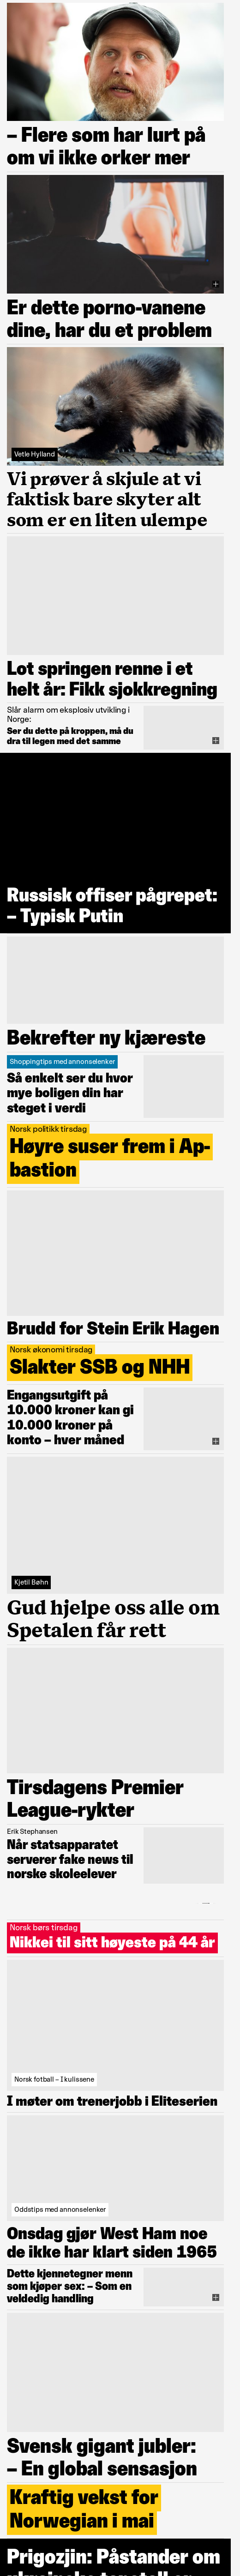 – Flere som har lurt på
om vi ikke orker mer
Er dette porno-vanene
dine, har du et problem
Vetle Hylland
Vi prøver å skjule at vi
faktisk bare skyter alt
som er en liten ulempe
Lot springen renne i et
helt år: Fikk sjokkregning
Slår alarm om eksplosiv utvikling i
Norge:
Ser du dette på kroppen, må du
dra til legen med det samme
Russisk offiser pågrepet:
– Typisk Putin
Bekrefter ny kjæreste
Shoppingtips med annonselenker
Så enkelt ser du hvor
mye boligen din har
steget i verdi
Norsk politikk tirsdag
Høyre suser frem i Ap-
bastion
Brudd for Stein Erik Hagen
Norsk økonomi tirsdag
Slakter SSB og NHH
Engangsutgift på
10.000 kroner kan gi
10.000 kroner på
konto – hver måned
Kjetil Bøhn
Gud hjelpe oss alle om
Spetalen får rett
Tirsdagens Premier
League-rykter
Erik Stephansen
Når statsapparatet
serverer fake news til
norske skoleelever
Norsk børs tirsdag
Nikkei til sitt høyeste på 44 år
Norsk fotball – I kulissene
I møter om trenerjobb i Eliteserien
Oddstips med annonselenker
Onsdag gjør West Ham noe
de ikke har klart siden 1965
Dette kjennetegner menn
som kjøper sex: – Som en
veldedig handling
Svensk gigant jubler:
– En global sensasjon
Kraftig vekst for
Norwegian i mai
Prigozjin: Påstander om